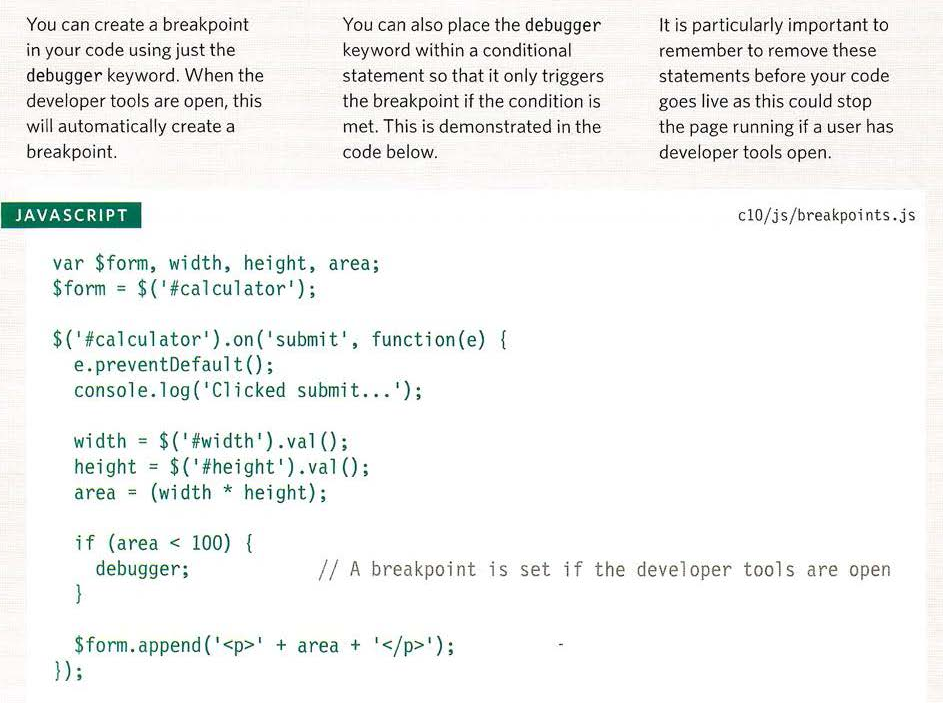 You can create a breakpoint
in your code using just the
debugger keyword. When the
developer tools are open, this
will automatically create a
breakpoint.
You can also place the debugger
keyword within a conditional
statement so that it only triggers
the breakpoint if the condition is
met. This is demonstrated in the
code below.
It is particularly important to
remember to remove these
statements before your code
goes live as this could stop
the page running if a user has
developer tools open.
JAVASCRIPT
c10/js/breakpoints.js
var $form, width, height, area;
$form = $('#calculator');
$('#calculator').on('submit', function(e) {
  e.preventDefault();
  console.log('Clicked submit...');
  width = $('#width').val();
  height = $('#height').val();
  area = (width * height);
  if (area < 100) {
    debugger;            // A breakpoint is set if the developer tools are open
  }
  $form.append('<p>' + area + '</p>');
});